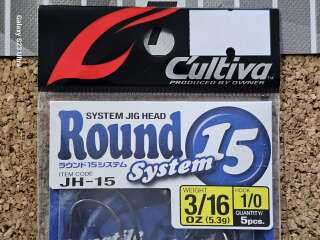 Galaxy S23 Ultra
Cultiva
PRODUCED BY OWNER
SYSTEM JIG HEAD
Round 15
System
ラウンド15システム
ITEM CODE
JH-15
WEIGHT
3/16
OZ (5.3g)
HOOK
1/0
QUANTITY
5pcs.